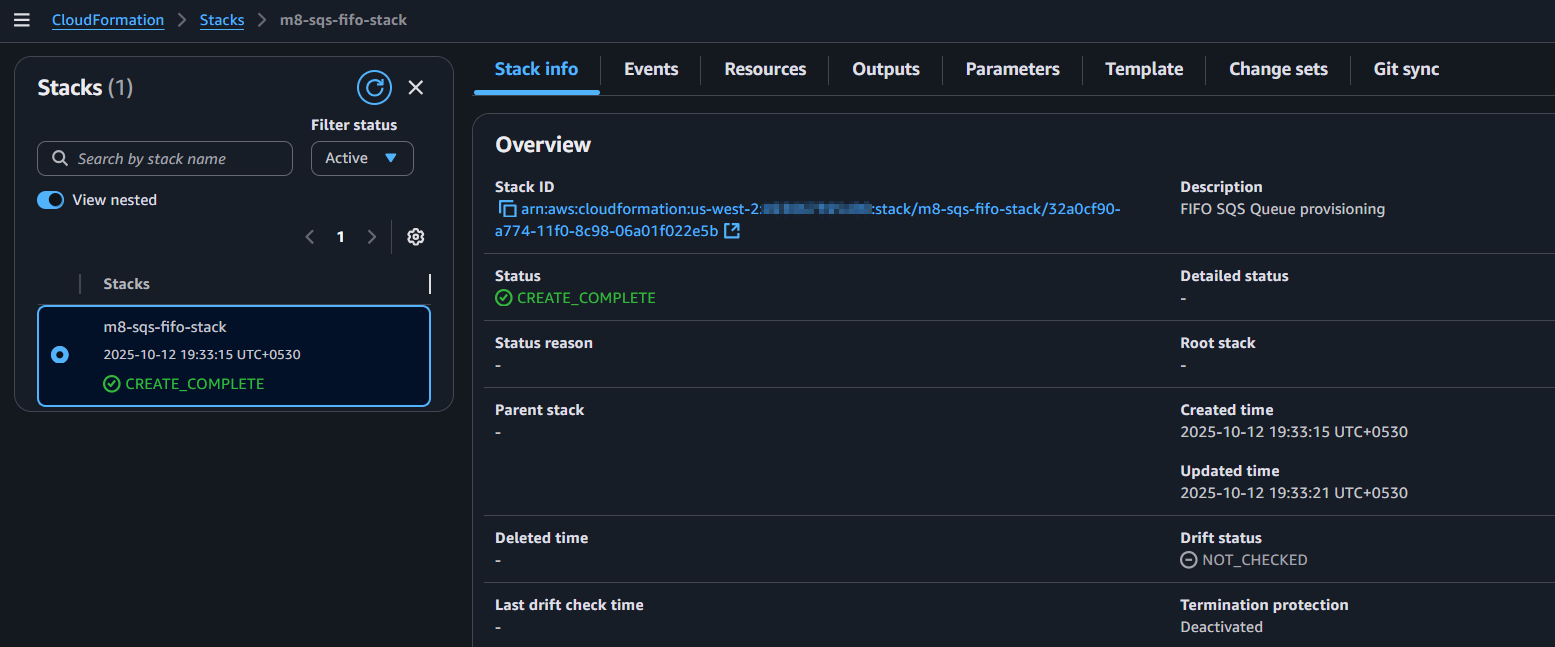 CloudFormation > Stacks > m8-sqs-fifo-stack
Stacks (1)
Filter status
Search by stack name
Active
View nested
1
Stacks
m8-sqs-fifo-stack
2025-10-12 19:33:15 UTC+0530
CREATE_COMPLETE
Stack info Events Resources Outputs Parameters Template Change sets Git sync
Overview
Stack ID
arn:aws:cloudformation:us-west-2: :stack/m8-sqs-fifo-stack/32a0cf90-
a774-11f0-8c98-06a01f022e5b
Description
FIFO SQS Queue provisioning
Status
CREATE_COMPLETE
Detailed status
-
Status reason
-
Root stack
-
Parent stack
-
Created time
2025-10-12 19:33:15 UTC+0530
Updated time
2025-10-12 19:33:21 UTC+0530
Deleted time
-
Drift status
NOT_CHECKED
Last drift check time
-
Termination protection
Deactivated